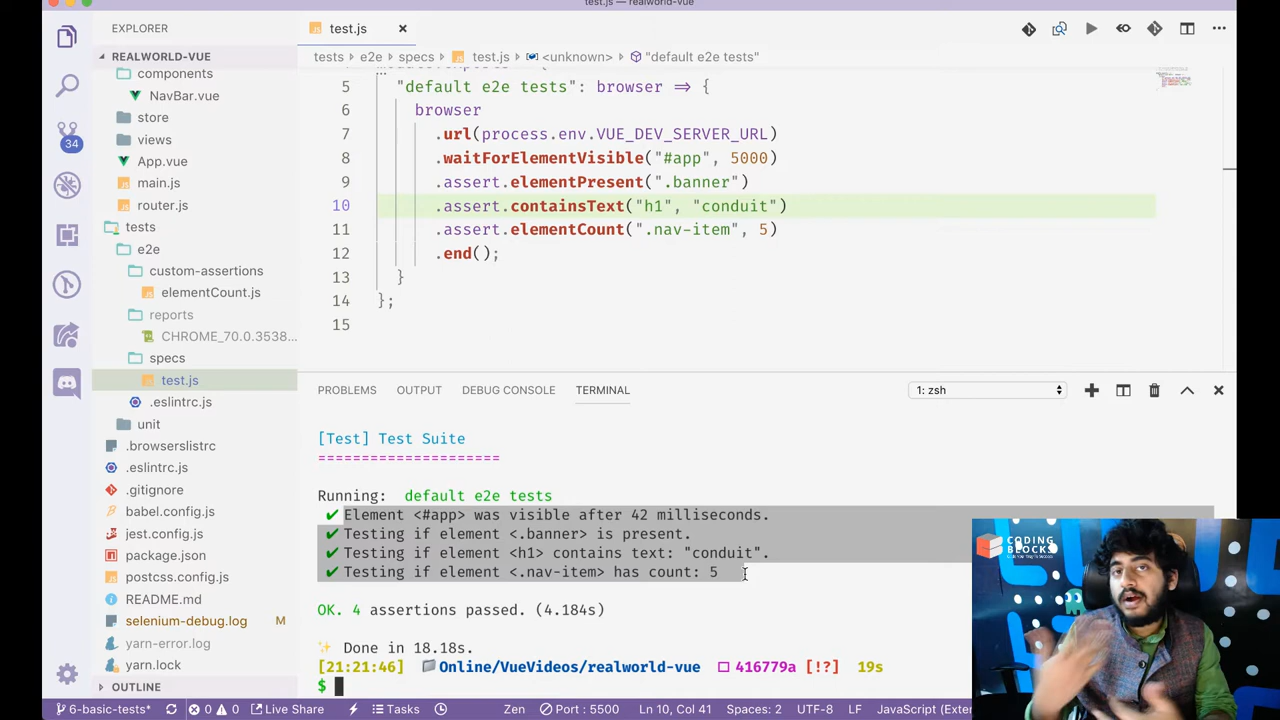 test.js — realworld-vue
EXPLORER
test.js
REALWORLD-VUE
components
NavBar.vue
store
views
App.vue
main.js
router.js
tests
e2e
custom-assertions
elementCount.js
reports
CHROME_70.0.3538...
specs
test.js
.eslintrc.js
unit
.browserslistrc
.eslintrc.js
.gitignore
babel.config.js
jest.config.js
package.json
postcss.config.js
README.md
selenium-debug.log M
yarn-error.log
yarn.lock
OUTLINE
34
tests › e2e › specs › test.js › <unknown> › "default e2e tests"
5 "default e2e tests": browser => {
6 browser
7 .url(process.env.VUE_DEV_SERVER_URL)
8 .waitForElementVisible("#app", 5000)
9 .assert.elementPresent(".banner")
10 .assert.containsText("h1", "conduit")
11 .assert.elementCount(".nav-item", 5)
12 .end();
13 }
14 };
15
PROBLEMS OUTPUT DEBUG CONSOLE TERMINAL 1: zsh
[Test] Test Suite
====================
Running: default e2e tests
✔ Element <#app> was visible after 42 milliseconds.
✔ Testing if element <.banner> is present.
✔ Testing if element <h1> contains text: "conduit".
✔ Testing if element <.nav-item> has count: 5
OK. 4 assertions passed. (4.184s)
✨ Done in 18.18s.
[21:21:46] Online/VueVideos/realworld-vue 416779a [!?] 19s
$
CODING
BLOCKS
6-basic-tests* 0 0 Live Share Tasks Zen Port : 5500 Ln 10, Col 41 Spaces: 2 UTF-8 LF JavaScript (Exten